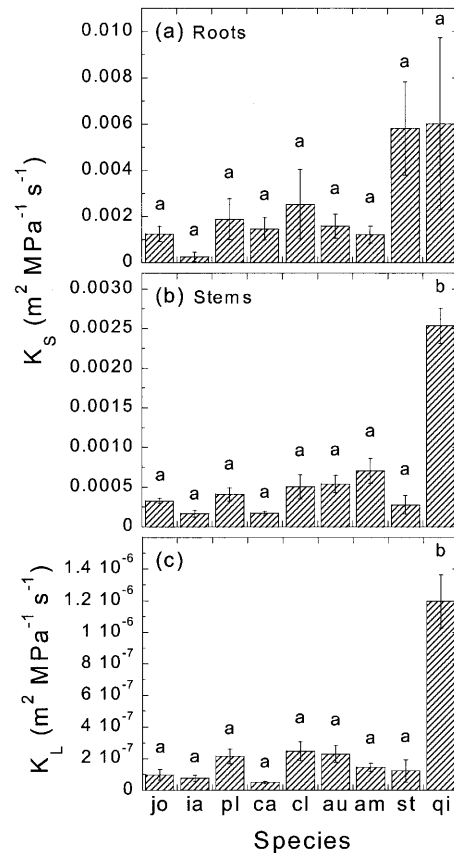 (a) Roots
a a a a a a a a a
0.010
0.008
0.006
0.004
0.002
0
(b) Stems
a a a a a a a a b
0.0030
0.0025
0.0020
0.0015
0.0010
0.0005
0
K_S (m² MPa⁻¹ s⁻¹)
(c)
a a a a a a a a b
1.4 10⁻⁶
1.2 10⁻⁶
1 10⁻⁶
8 10⁻⁷
6 10⁻⁷
4 10⁻⁷
2 10⁻⁷
0
K_L (m² MPa⁻¹ s⁻¹)
jo ia pl ca cl au am st qi
Species